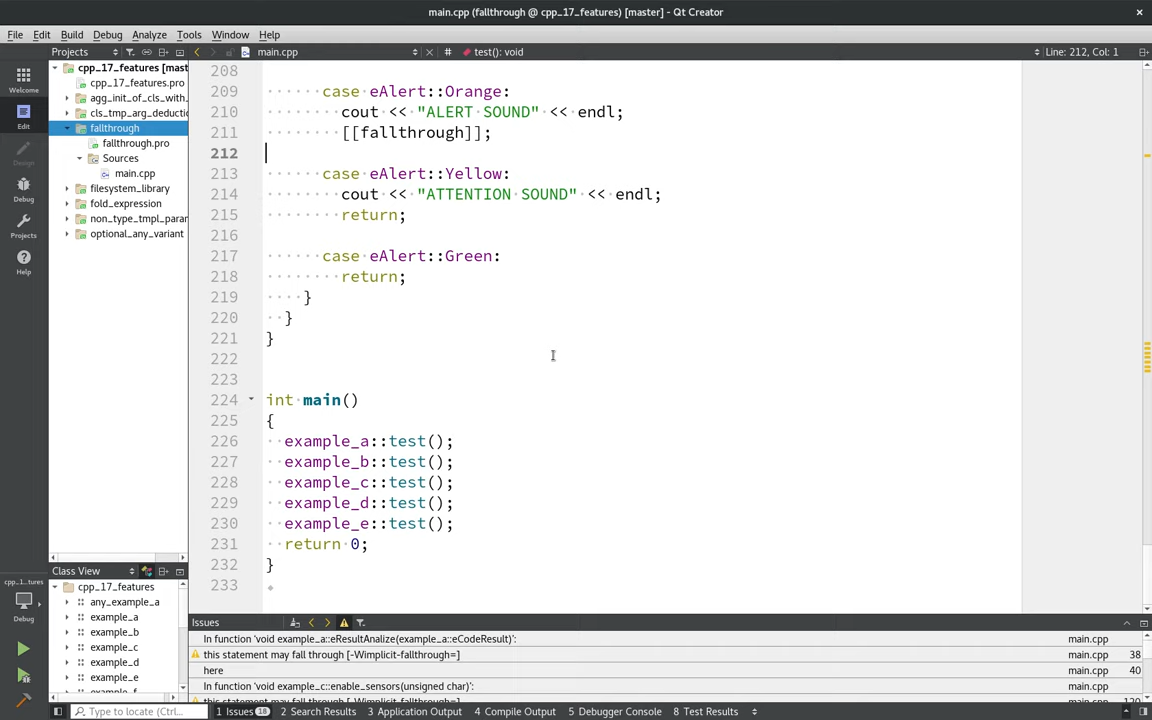 main.cpp (fallthrough @ cpp_17_features) [master] - Qt Creator
File Edit Build Debug Analyze Tools Window Help
Projects main.cpp # test(): void Line: 212, Col: 1
Welcome
Edit
Design
Debug
Projects
Help
cpp_1...tures
Debug
cpp_17_features [mast
cpp_17_features.pro
agg_init_of_cls_with_
cls_tmp_arg_deductio
fallthrough
fallthrough.pro
Sources
main.cpp
filesystem_library
fold_expression
non_type_tmpl_parar
optional_any_variant
Class View
cpp_17_features
any_example_a
example_a
example_b
example_c
example_d
example_e
208
209 case eAlert::Orange:
210 cout << "ALERT SOUND" << endl;
211 [[fallthrough]];
212
213 case eAlert::Yellow:
214 cout << "ATTENTION SOUND" << endl;
215 return;
216
217 case eAlert::Green:
218 return;
219 }
220 }
221 }
222
223
224 int main()
225 {
226 example_a::test();
227 example_b::test();
228 example_c::test();
229 example_d::test();
230 example_e::test();
231 return 0;
232 }
233
Issues
In function 'void example_a::eResultAnalize(example_a::eCodeResult)': main.cpp
this statement may fall through [-Wimplicit-fallthrough=] main.cpp 38
here main.cpp 40
In function 'void example_c::enable_sensors(unsigned char)': main.cpp
this statement may fall through [-Wimplicit-fallthrough=] main.cpp
Type to locate (Ctrl... 1 Issues 18 2 Search Results 3 Application Output 4 Compile Output 5 Debugger Console 8 Test Results